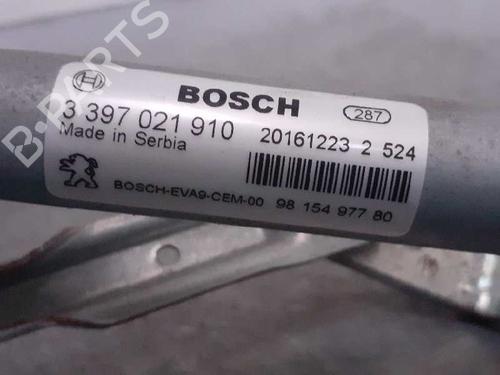 BOSCH
287
3 397 021 910
20161223 2 524
Made in Serbia
BOSCH-EVA9-CEM-00
98 154 977 80
B-PARTS